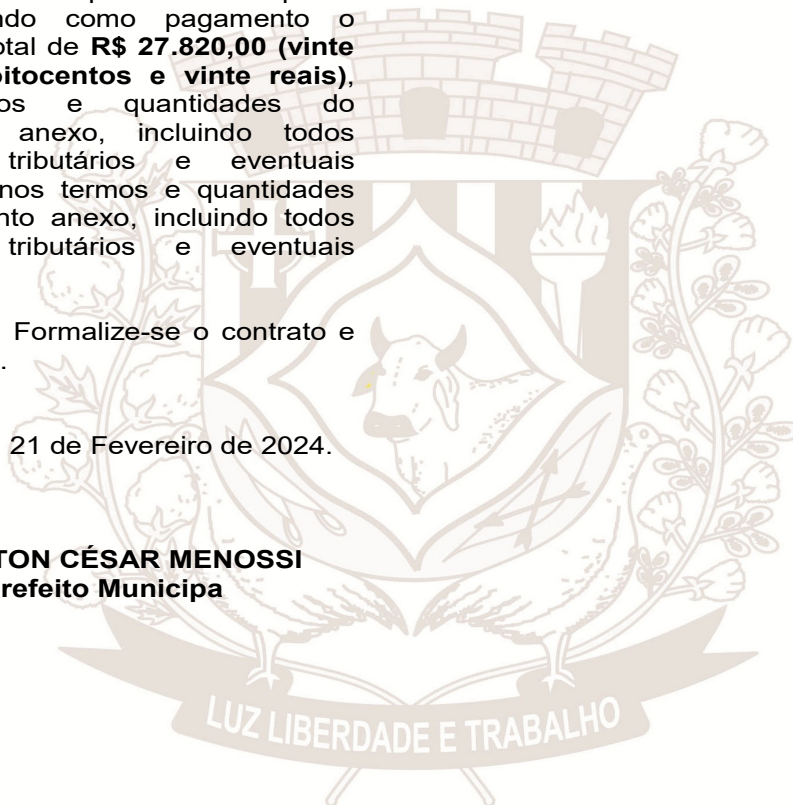 ndo como pagamento o
otal de R$ 27.820,00 (vinte
oitocentos e vinte reais),
os e quantidades do
anexo, incluindo todos
tributários e eventuais
nos termos e quantidades
nto anexo, incluindo todos
tributários e eventuais
Formalize-se o contrato e
.
21 de Fevereiro de 2024.
TON CÉSAR MENOSSI
refeito Municipa
LUZ LIBERDADE E TRABALHO